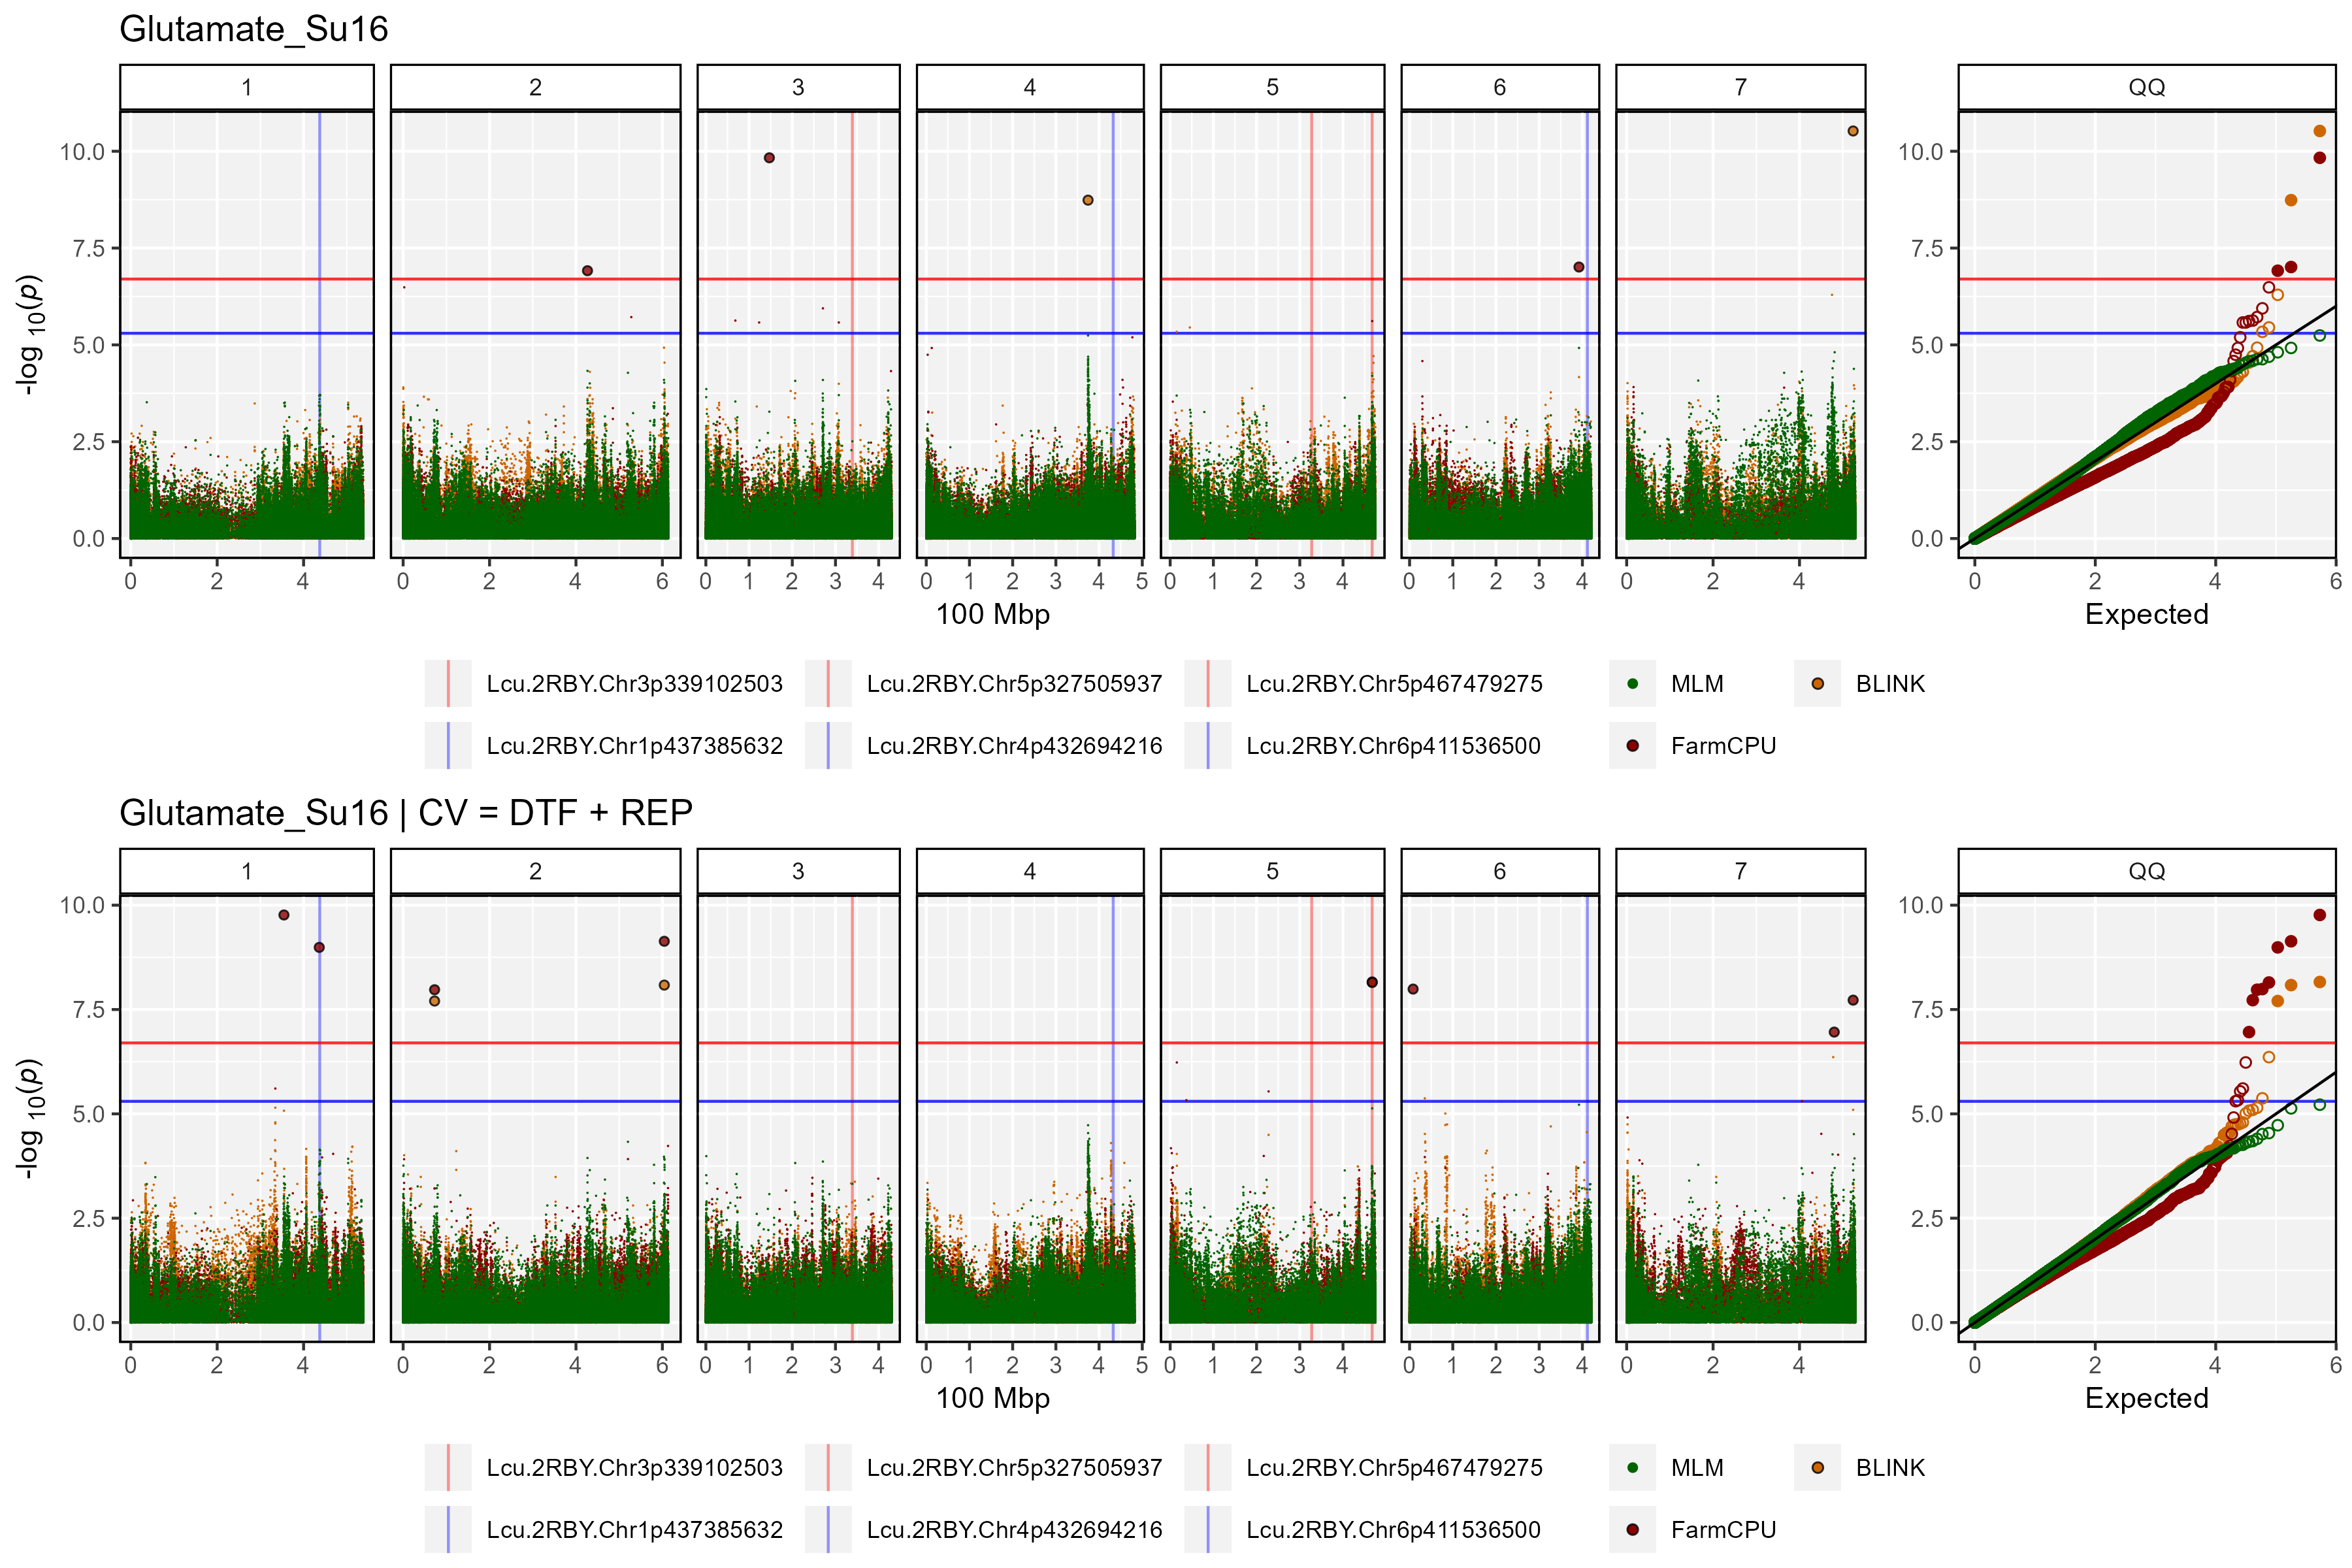 Glutamate_Su16
1 2 3 4 5 6 7 QQ
10.0 10.0
7.5 7.5
5.0 5.0
2.5 2.5
0.0 0.0
-log 10(p)
0 2 4 0 2 4 6 0 1 2 3 4 0 1 2 3 4 5 0 1 2 3 4 0 1 2 3 4 0 2 4 0 2 4 6
100 Mbp Expected
Lcu.2RBY.Chr3p339102503 Lcu.2RBY.Chr5p327505937 Lcu.2RBY.Chr5p467479275 MLM BLINK
Lcu.2RBY.Chr1p437385632 Lcu.2RBY.Chr4p432694216 Lcu.2RBY.Chr6p411536500 FarmCPU
Glutamate_Su16 | CV = DTF + REP
1 2 3 4 5 6 7 QQ
10.0 10.0
7.5 7.5
5.0 5.0
2.5 2.5
0.0 0.0
-log 10(p)
0 2 4 0 2 4 6 0 1 2 3 4 0 1 2 3 4 5 0 1 2 3 4 0 1 2 3 4 0 2 4 0 2 4 6
100 Mbp Expected
Lcu.2RBY.Chr3p339102503 Lcu.2RBY.Chr5p327505937 Lcu.2RBY.Chr5p467479275 MLM BLINK
Lcu.2RBY.Chr1p437385632 Lcu.2RBY.Chr4p432694216 Lcu.2RBY.Chr6p411536500 FarmCPU